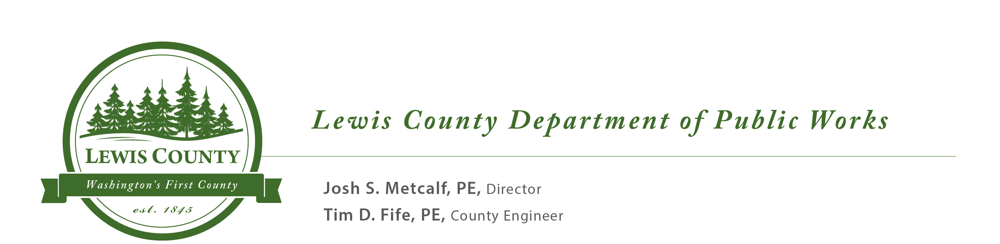 LEWIS COUNTY
Washington's First County
est. 1845
Lewis County Department of Public Works
Josh S. Metcalf, PE, Director
Tim D. Fife, PE, County Engineer